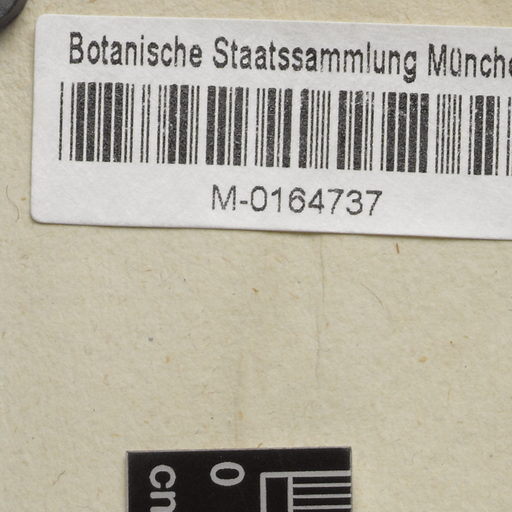 Botanische Staatssammlung Münche
M-0164737
0
cm